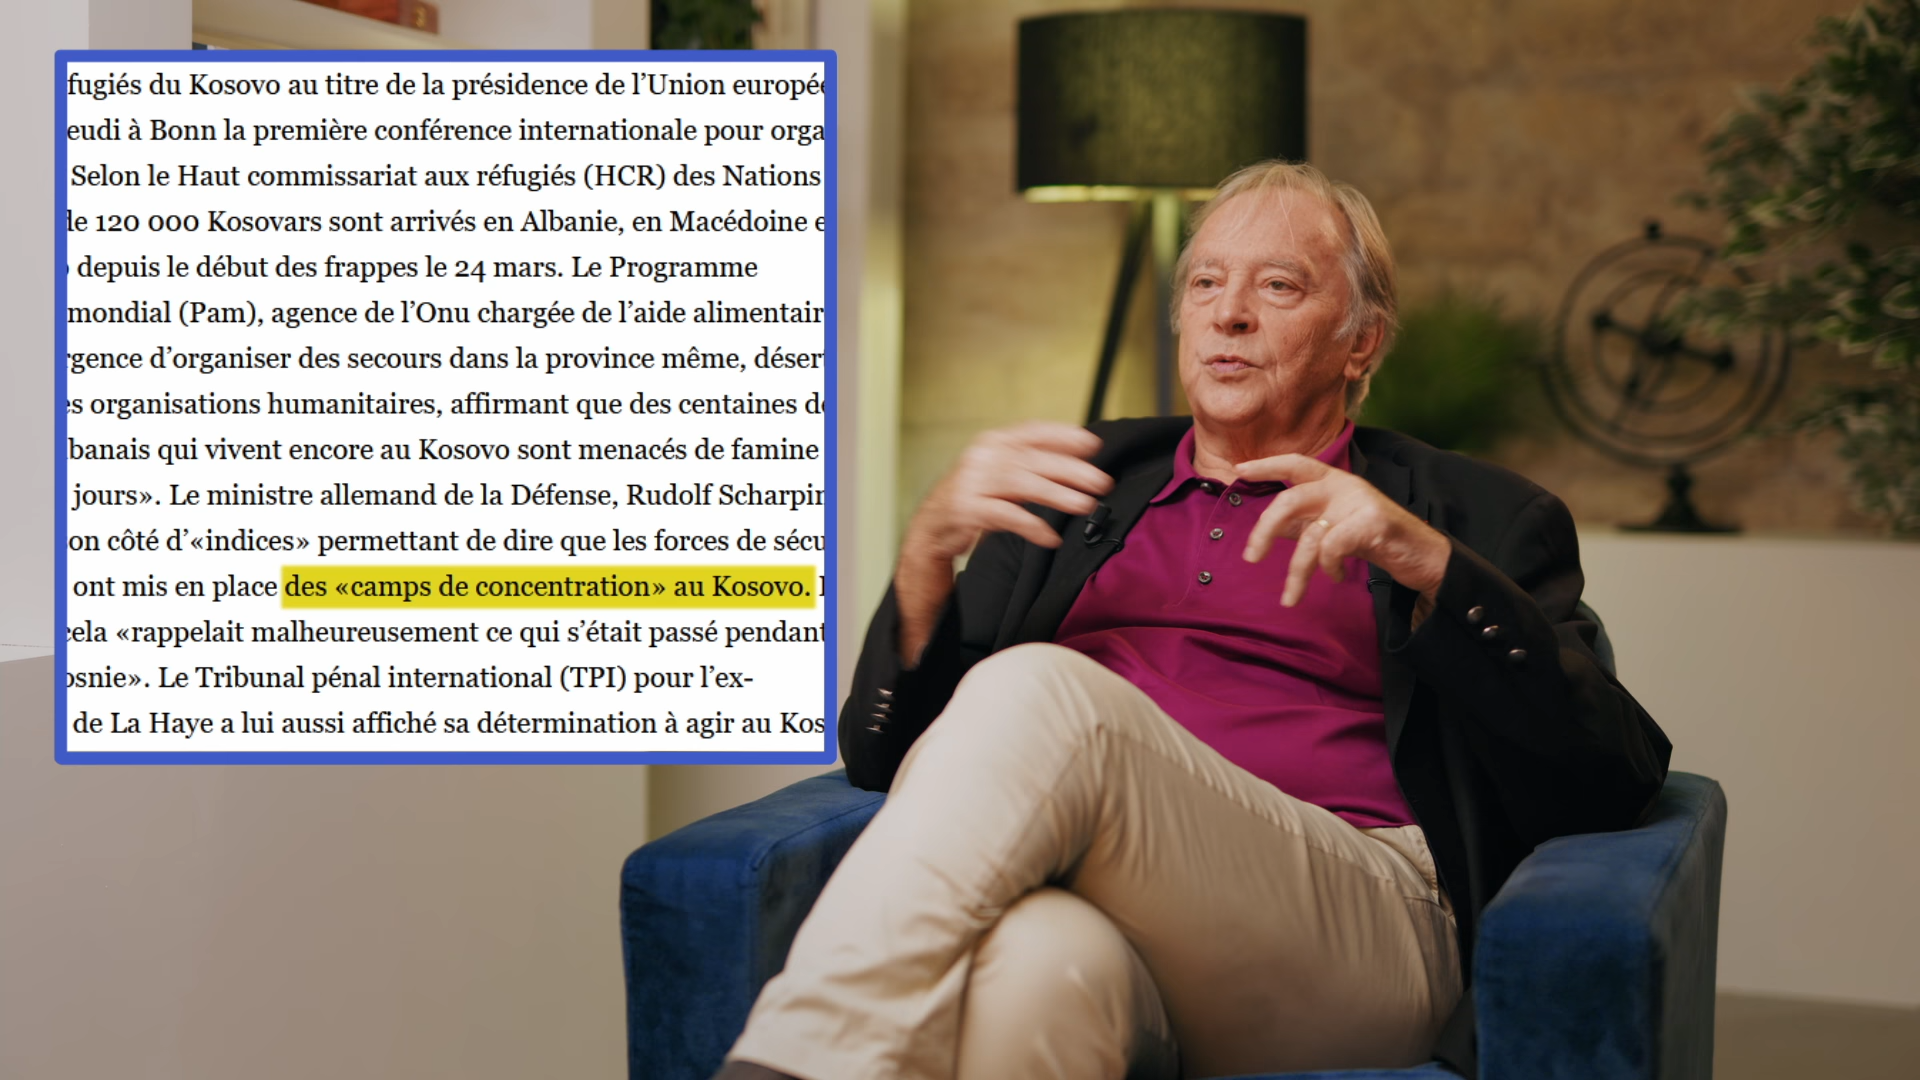 fugiés du Kosovo au titre de la présidence de l'Union europée
eudi à Bonn la première conférence internationale pour orga
Selon le Haut commissariat aux réfugiés (HCR) des Nations
de 120 000 Kosovars sont arrivés en Albanie, en Macédoine e
depuis le début des frappes le 24 mars. Le Programme
mondial (Pam), agence de l'Onu chargée de l'aide alimentair
rgence d'organiser des secours dans la province même, désert
es organisations humanitaires, affirmant que des centaines de
banais qui vivent encore au Kosovo sont menacés de famine
jours». Le ministre allemand de la Défense, Rudolf Scharpin
on côté d'«indices» permettant de dire que les forces de sécu
ont mis en place des «camps de concentration» au Kosovo.
cela «rappelait malheureusement ce qui s'était passé pendant
osnie». Le Tribunal pénal international (TPI) pour l'ex-
de La Haye a lui aussi affiché sa détermination à agir au Kos